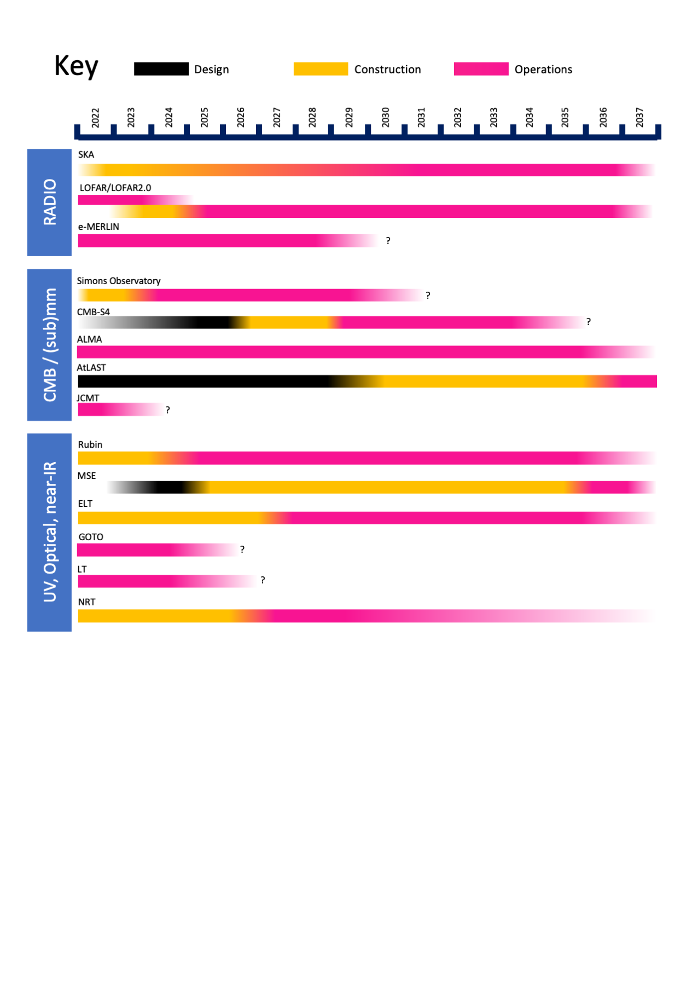 Key
Design
Construction
Operations
2022 2023 2024 2025 2026 2027 2028 2029 2030 2031 2032 2033 2034 2035 2036 2037
RADIO
SKA
LOFAR/LOFAR2.0
e-MERLIN
?
CMB / (sub)mm
Simons Observatory
?
CMB-S4
?
ALMA
AtLAST
JCMT
?
UV, Optical, near-IR
Rubin
MSE
ELT
GOTO
?
LT
?
NRT